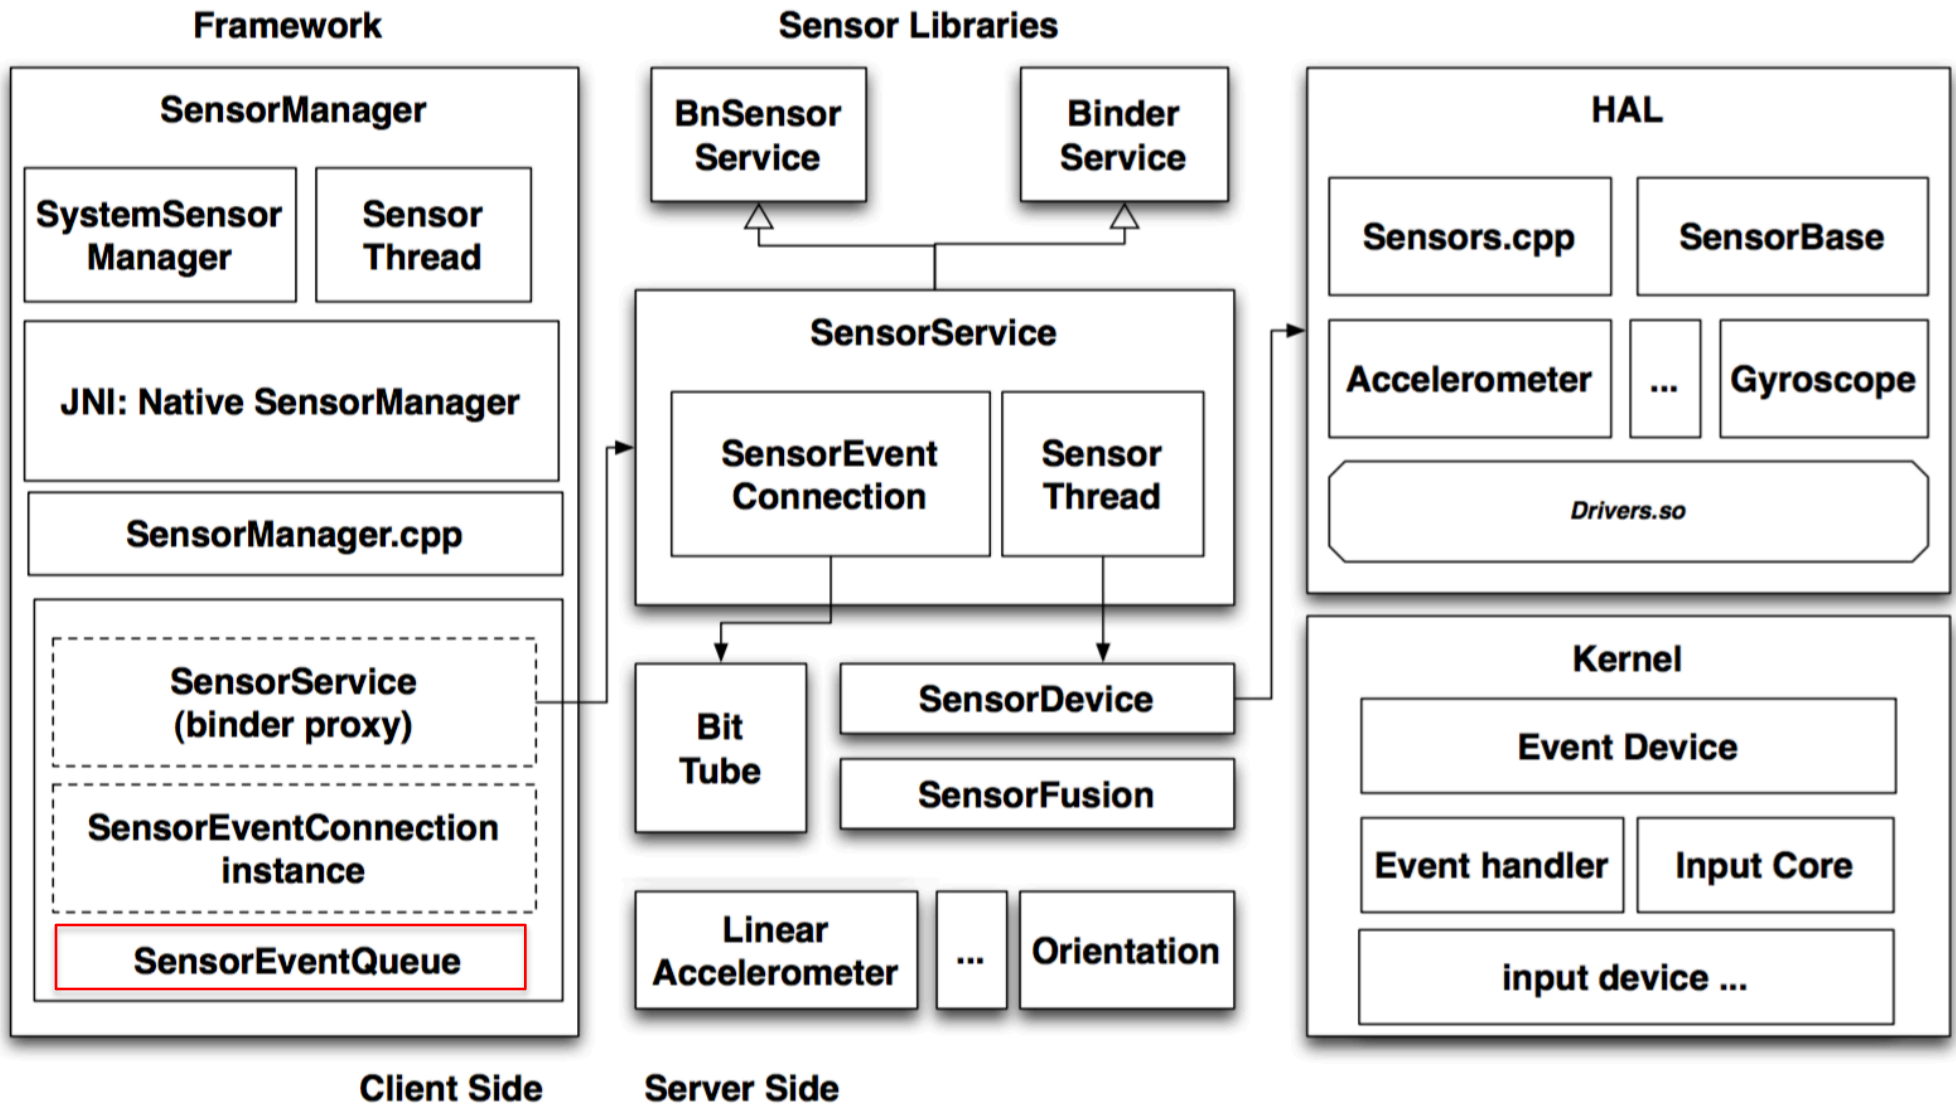 Framework
SensorManager
SystemSensor
Manager
Sensor
Thread
JNI: Native SensorManager
SensorManager.cpp
SensorService
(binder proxy)
SensorEventConnection
instance
SensorEventQueue
Client Side
Sensor Libraries
BnSensor
Service
Binder
Service
SensorService
SensorEvent
Connection
Sensor
Thread
Bit
Tube
SensorDevice
SensorFusion
Linear
Accelerometer
...
Orientation
Server Side
HAL
Sensors.cpp
SensorBase
Accelerometer
...
Gyroscope
Drivers.so
Kernel
Event Device
Event handler
Input Core
input device ...